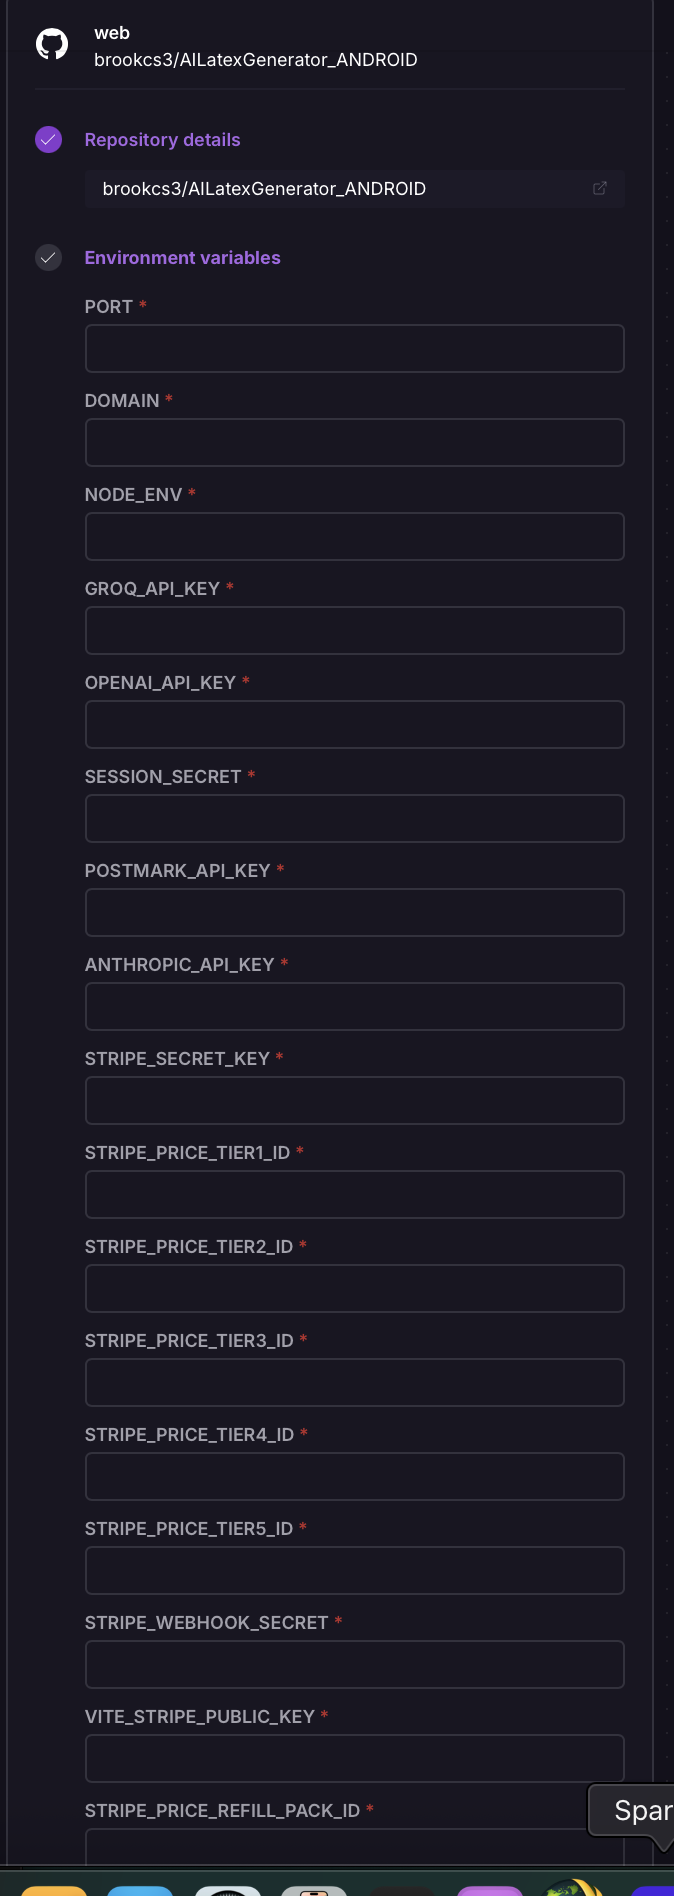 web
brookcs3/AILatexGenerator_ANDROID
Repository details
brookcs3/AILatexGenerator_ANDROID
Environment variables
PORT *
DOMAIN *
NODE_ENV *
GROQ_API_KEY *
OPENAI_API_KEY *
SESSION_SECRET *
POSTMARK_API_KEY *
ANTHROPIC_API_KEY *
STRIPE_SECRET_KEY *
STRIPE_PRICE_TIER1_ID *
STRIPE_PRICE_TIER2_ID *
STRIPE_PRICE_TIER3_ID *
STRIPE_PRICE_TIER4_ID *
STRIPE_PRICE_TIER5_ID *
STRIPE_WEBHOOK_SECRET *
VITE_STRIPE_PUBLIC_KEY *
STRIPE_PRICE_REFILL_PACK_ID *
Spar